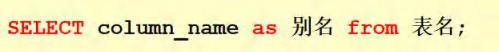 SELECT column_name as 别名 from 表名;